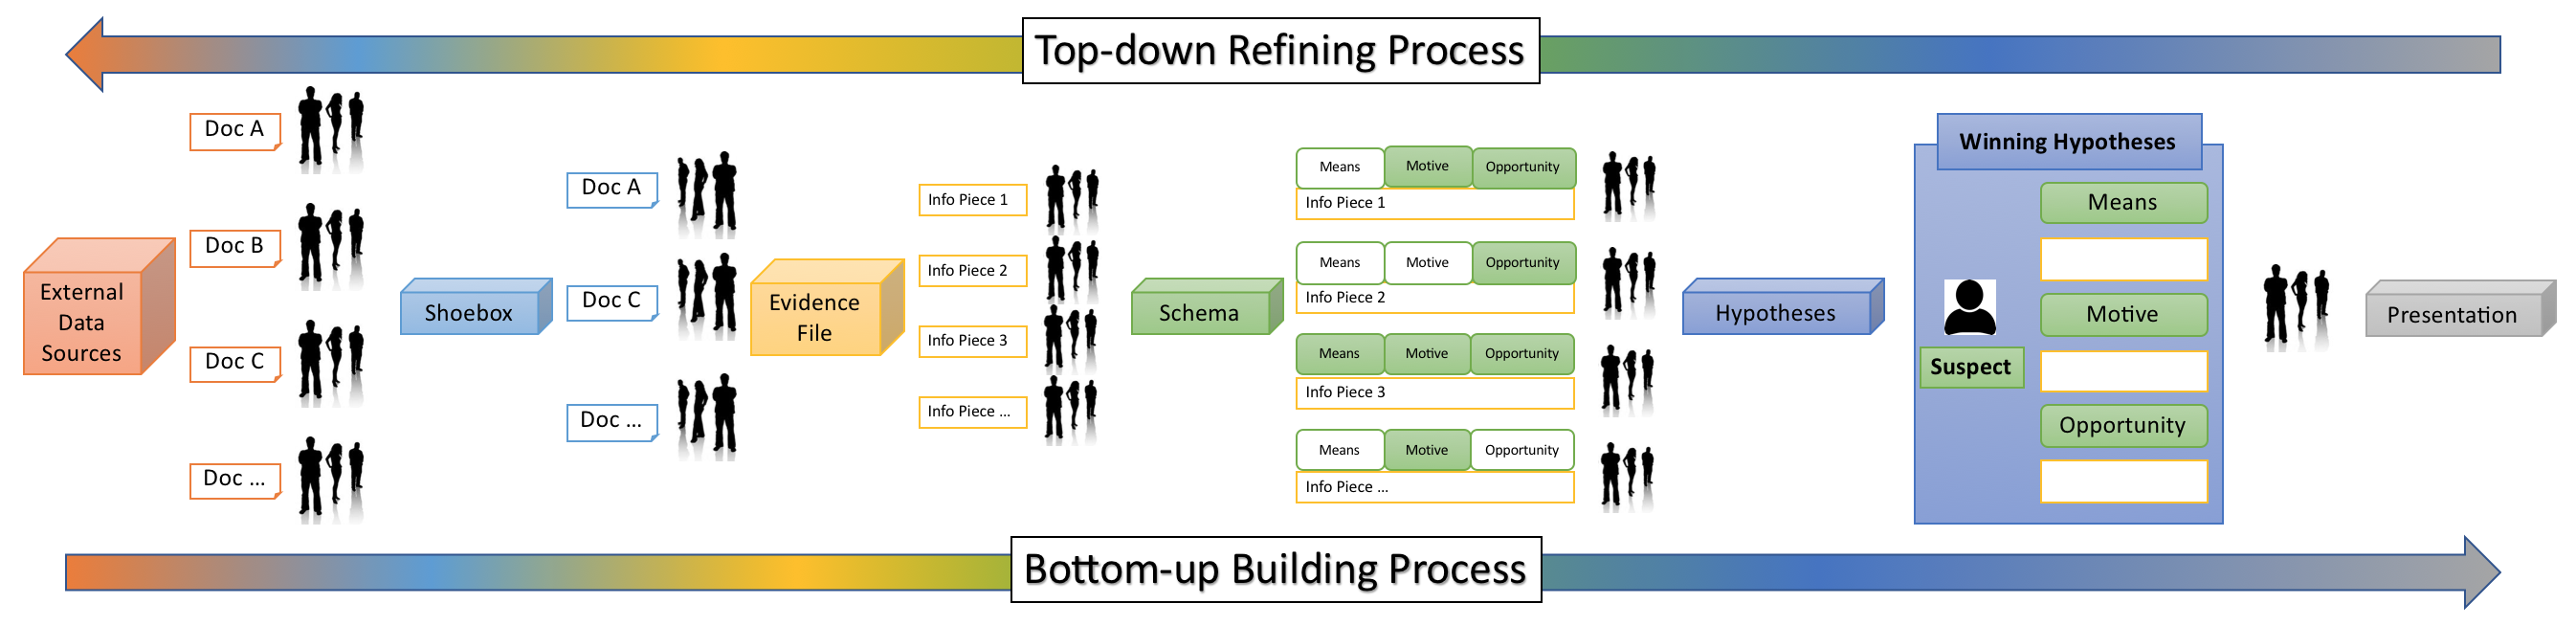 Top-down Refining Process
External
Data
Sources
Doc A
Doc B
Doc C
Doc ...
Shoebox
Doc A
Doc C
Doc ...
Evidence
File
Info Piece 1
Info Piece 2
Info Piece 3
Info Piece ...
Schema
Means Motive Opportunity
Info Piece 1
Means Motive Opportunity
Info Piece 2
Means Motive Opportunity
Info Piece 3
Means Motive Opportunity
Info Piece ...
Hypotheses
Winning Hypotheses
Suspect
Means
Motive
Opportunity
Presentation
Bottom-up Building Process